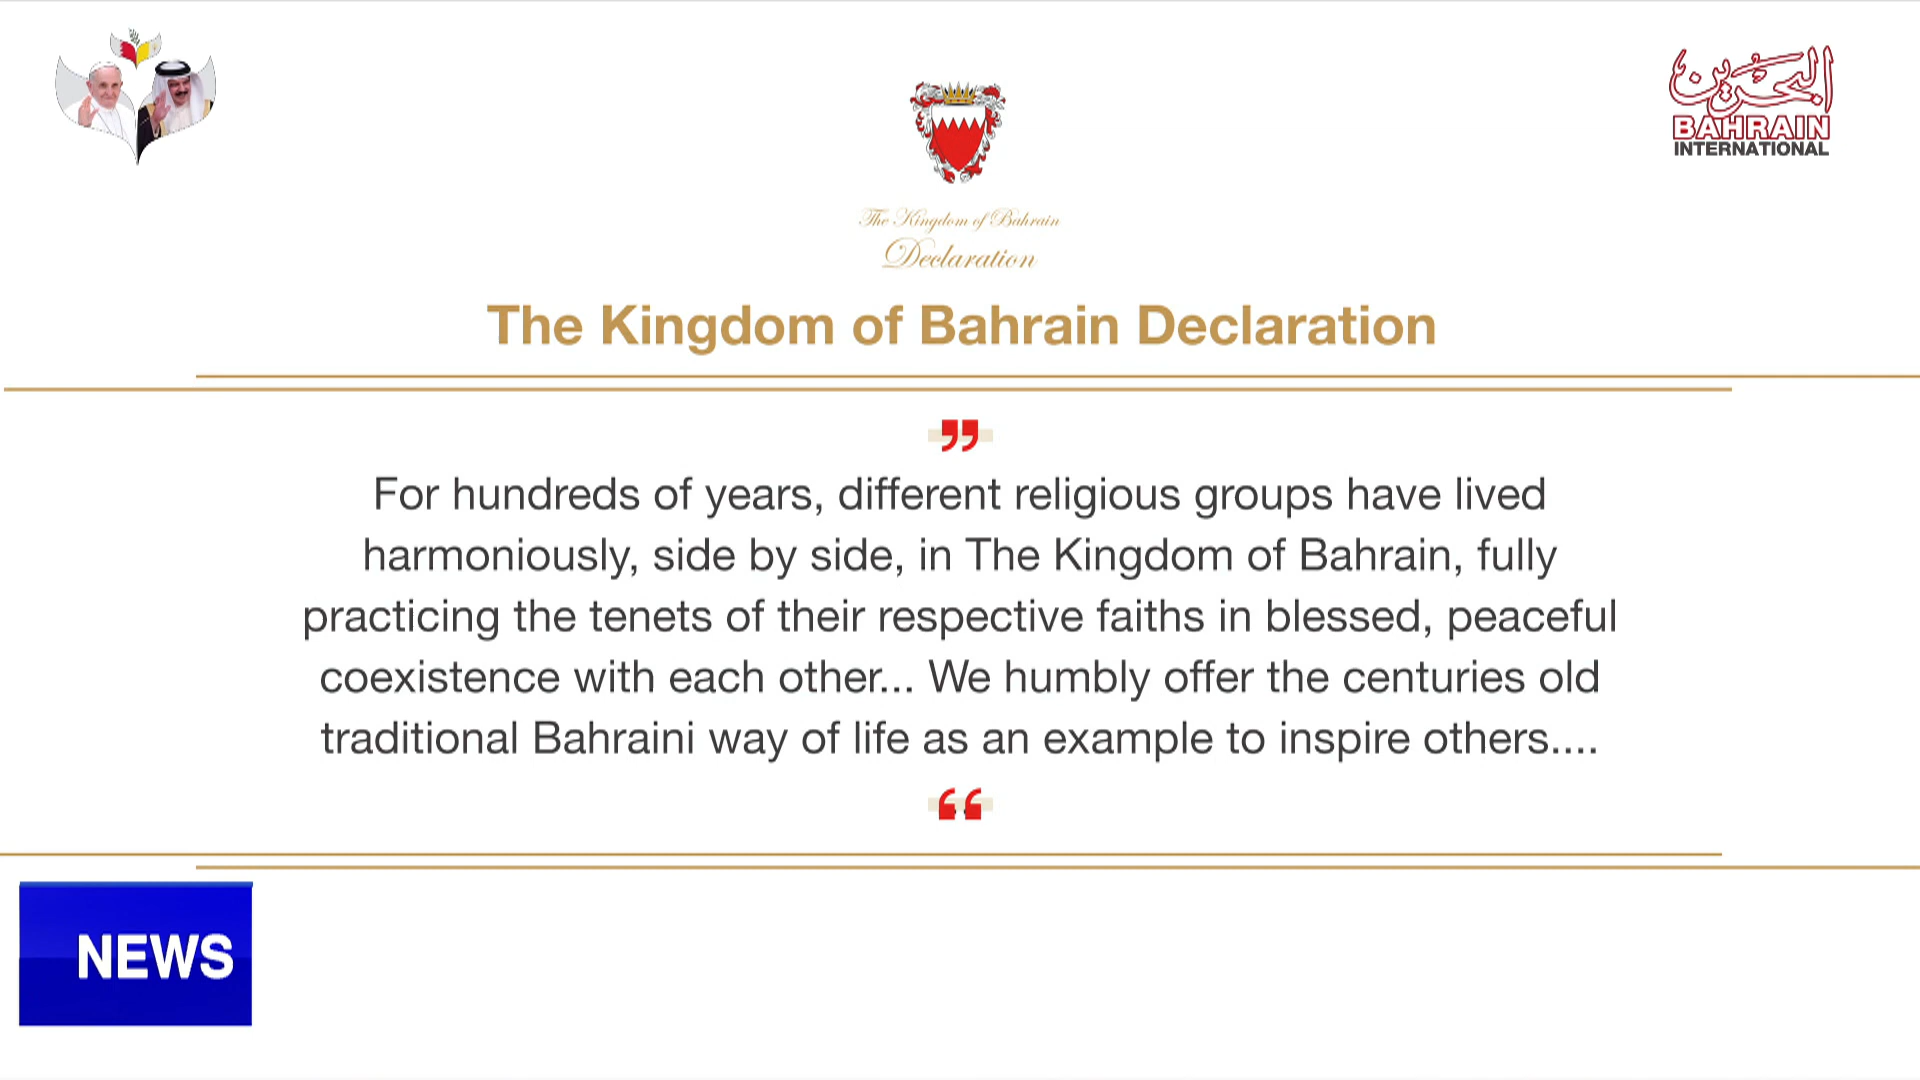 البحرين
BAHRAIN
INTERNATIONAL
The Kingdom of Bahrain
Declaration
The Kingdom of Bahrain Declaration
”
For hundreds of years, different religious groups have lived
harmoniously, side by side, in The Kingdom of Bahrain, fully
practicing the tenets of their respective faiths in blessed, peaceful
coexistence with each other... We humbly offer the centuries old
traditional Bahraini way of life as an example to inspire others....
“
NEWS